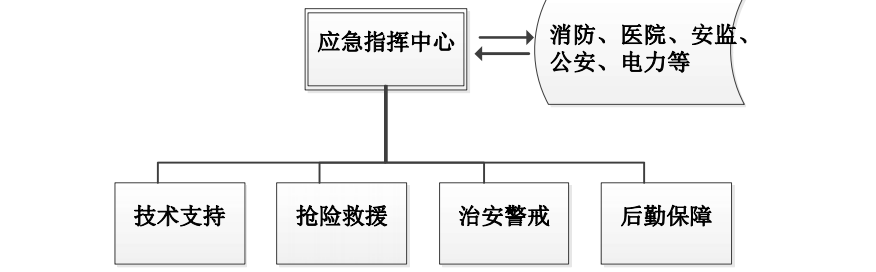 应急指挥中心
消防、医院、安监、
公安、电力等
技术支持
抢险救援
治安警戒
后勤保障